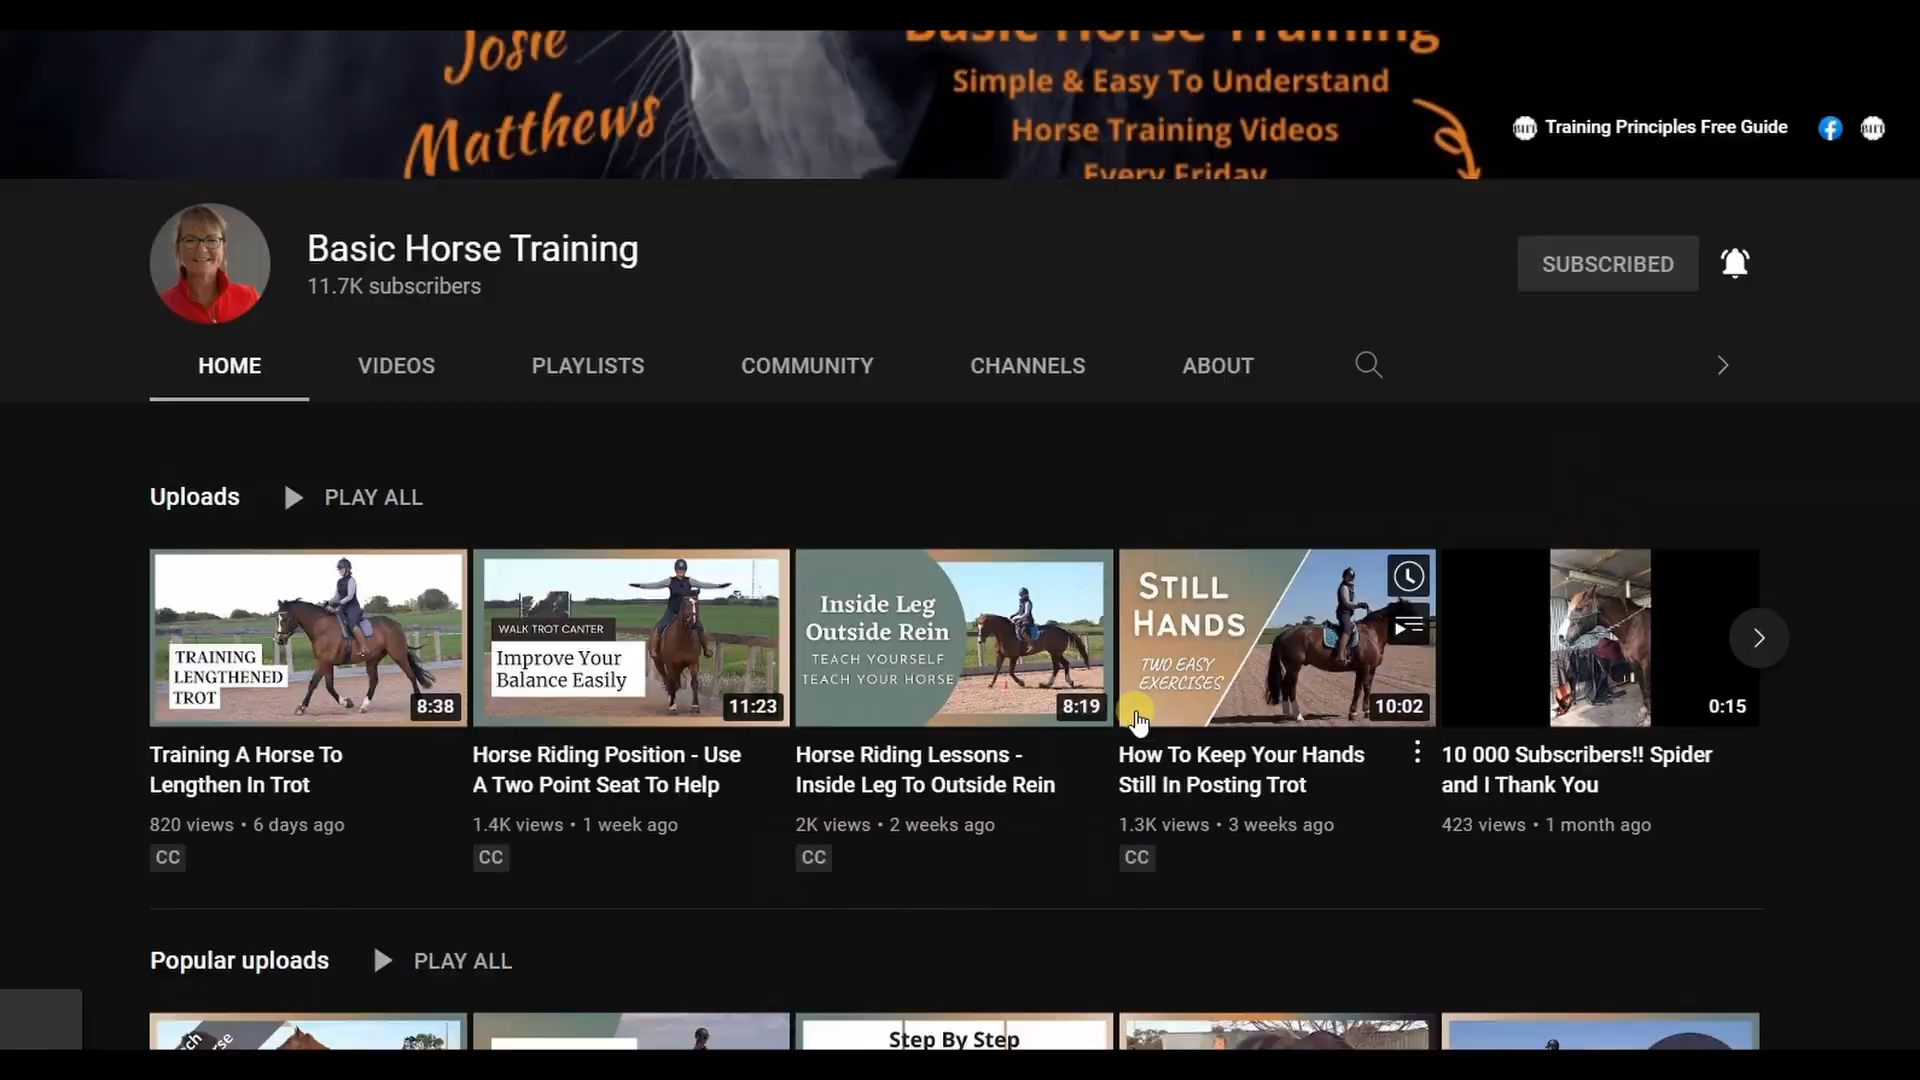 Josie
Matthews
Basic Horse Training
Simple & Easy To Understand
Horse Training Videos
Every Friday
Training Principles Free Guide
Basic Horse Training
11.7K subscribers
SUBSCRIBED
HOME
VIDEOS
PLAYLISTS
COMMUNITY
CHANNELS
ABOUT
Uploads
PLAY ALL
TRAINING
LENGTHENED
TROT
8:38
WALK TROT CANTER
Improve Your
Balance Easily
11:23
Inside Leg
Outside Rein
TEACH YOURSELF
TEACH YOUR HORSE
8:19
STILL
HANDS
TWO EASY
EXERCISES
10:02
0:15
Training A Horse To
Lengthen In Trot
820 views • 6 days ago
CC
Horse Riding Position - Use
A Two Point Seat To Help
1.4K views • 1 week ago
CC
Horse Riding Lessons -
Inside Leg To Outside Rein
2K views • 2 weeks ago
CC
How To Keep Your Hands
Still In Posting Trot
1.3K views • 3 weeks ago
CC
10 000 Subscribers!! Spider
and I Thank You
423 views • 1 month ago
Popular uploads
PLAY ALL
Step By Step